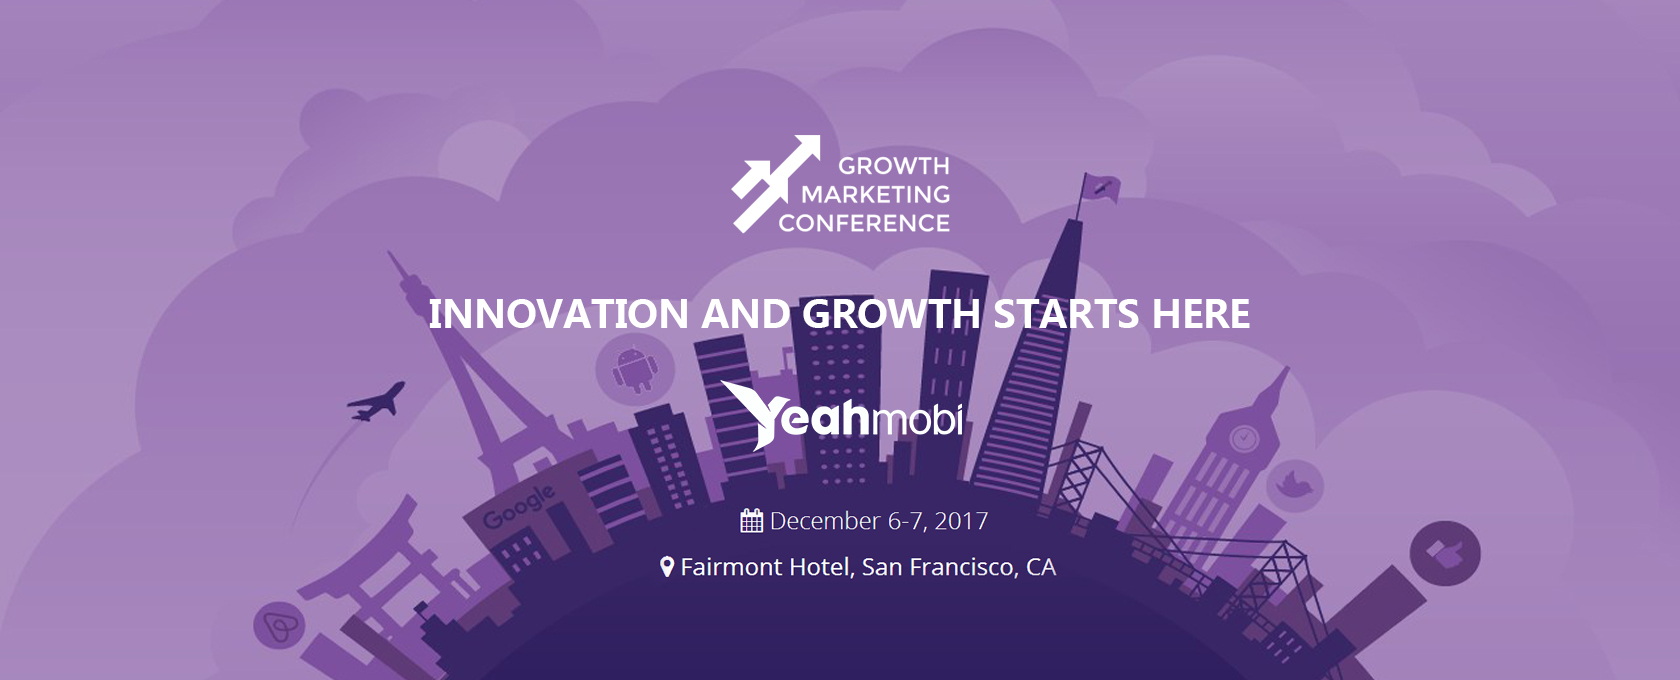 GROWTH
MARKETING
CONFERENCE
INNOVATION AND GROWTH STARTS HERE
Yeahmobi
Google
December 6-7, 2017
Fairmont Hotel, San Francisco, CA